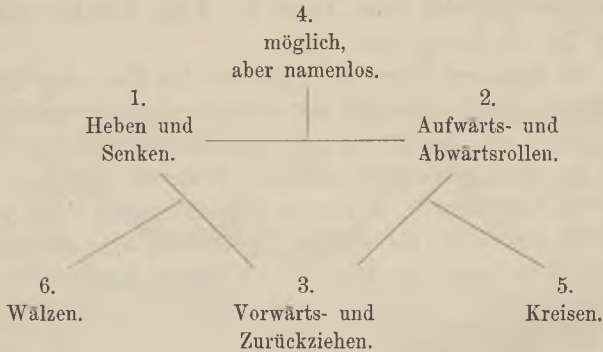 4.
möglich,
aber namenlos.
1.
Heben und
Senken.
2.
Aufwärts- und
Abwärtsrollen.
6.
Wälzen.
3.
Vorwärts- und
Zurückziehen.
5.
Kreisen.